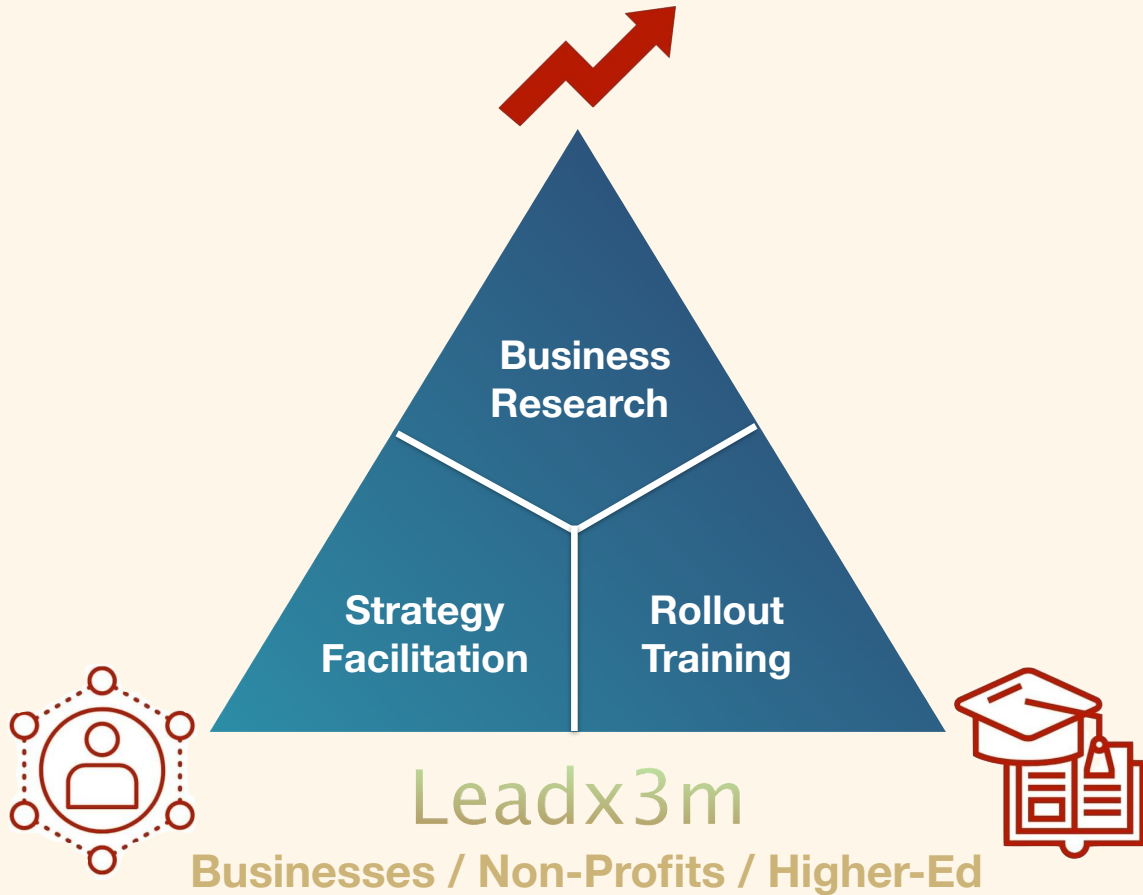 Business
Research
Strategy
Facilitation
Rollout
Training
Leadx3m
Businesses / Non-Profits / Higher-Ed